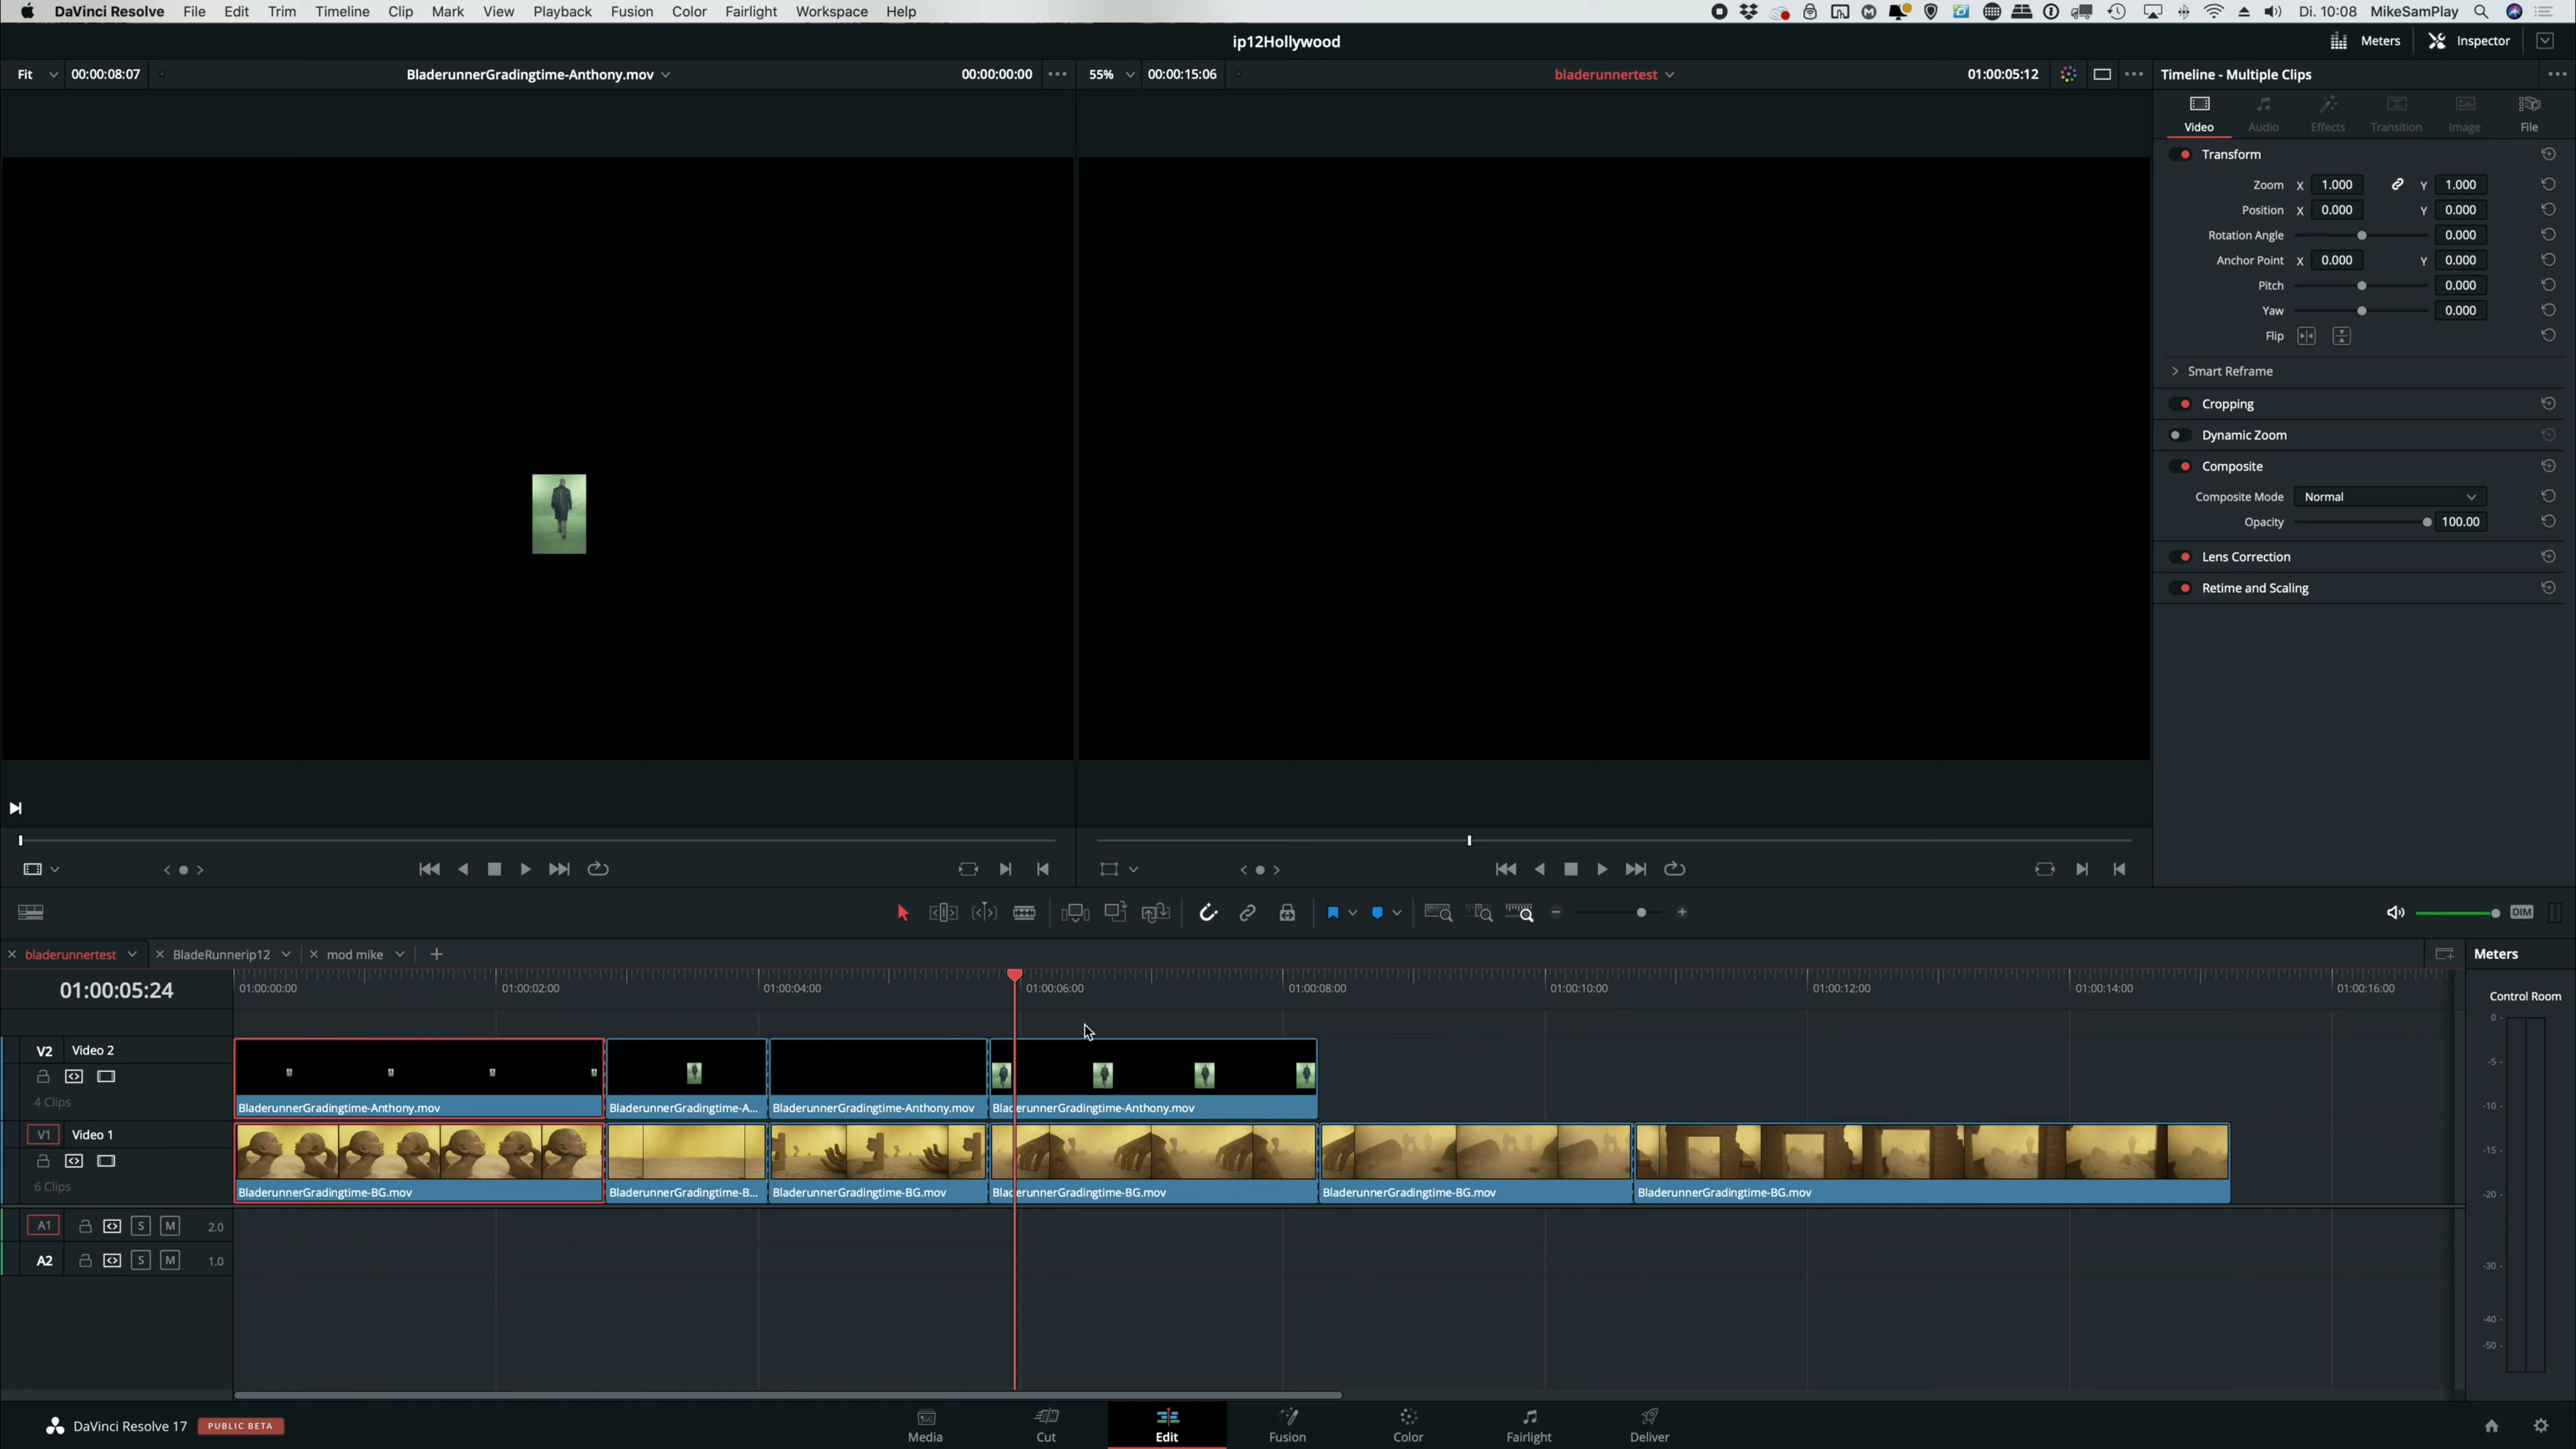 DaVinci Resolve File Edit Trim Timeline Clip Mark View Playback Fusion Color Fairlight Workspace Help Di. 10:08 MikeSamPlay
ip12Hollywood Meters Inspector
Fit 00:00:08:07 BladerunnerGradingtime-Anthony.mov 00:00:00:00 55% 00:00:15:06 bladerunnertest 01:00:05:12 Timeline - Multiple Clips
Video Audio Effects Transition Image File
Transform
Zoom X 1.000 Y 1.000
Position X 0.000 Y 0.000
Rotation Angle 0.000
Anchor Point X 0.000 Y 0.000
Pitch 0.000
Yaw 0.000
Flip
Smart Reframe
Cropping
Dynamic Zoom
Composite
Composite Mode Normal
Opacity 100.00
Lens Correction
Retime and Scaling
DIM
bladerunnertest BladeRunnerip12 mod mike Meters
01:00:05:24 01:00:00:00 01:00:02:00 01:00:04:00 01:00:06:00 01:00:08:00 01:00:10:00 01:00:12:00 01:00:14:00 01:00:16:00
Control Room
V2 Video 2
4 Clips
BladerunnerGradingtime-Anthony.mov BladerunnerGradingtime-A... BladerunnerGradingtime-Anthony.mov BladerunnerGradingtime-Anthony.mov
V1 Video 1
6 Clips
BladerunnerGradingtime-BG.mov BladerunnerGradingtime-B... BladerunnerGradingtime-BG.mov BladerunnerGradingtime-BG.mov BladerunnerGradingtime-BG.mov BladerunnerGradingtime-BG.mov
A1 S M 2.0
A2 S M 1.0
0
-5
-10
-15
-20
-30
-40
-50
DaVinci Resolve 17 PUBLIC BETA Media Cut Edit Fusion Color Fairlight Deliver